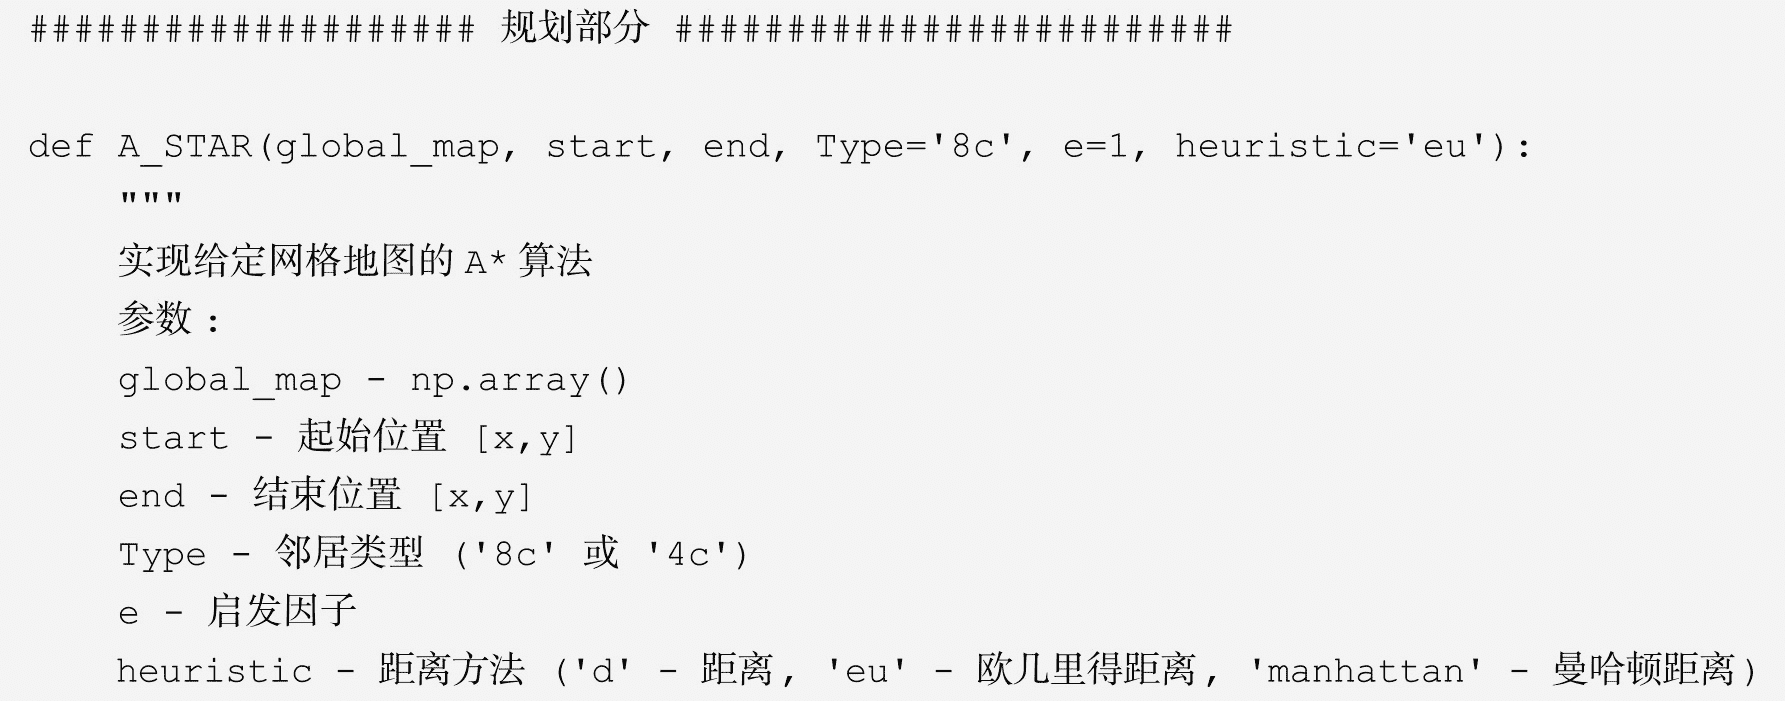 #################### 规划部分 #########################
def A_STAR(global_map, start, end, Type='8c', e=1, heuristic='eu'):
"""
实现给定网格地图的 A* 算法
参数：
global_map - np.array()
start - 起始位置 [x,y]
end - 结束位置 [x,y]
Type - 邻居类型 ('8c' 或 '4c')
e - 启发因子
heuristic - 距离方法 ('d' - 距离, 'eu' - 欧几里得距离, 'manhattan' - 曼哈顿距离)